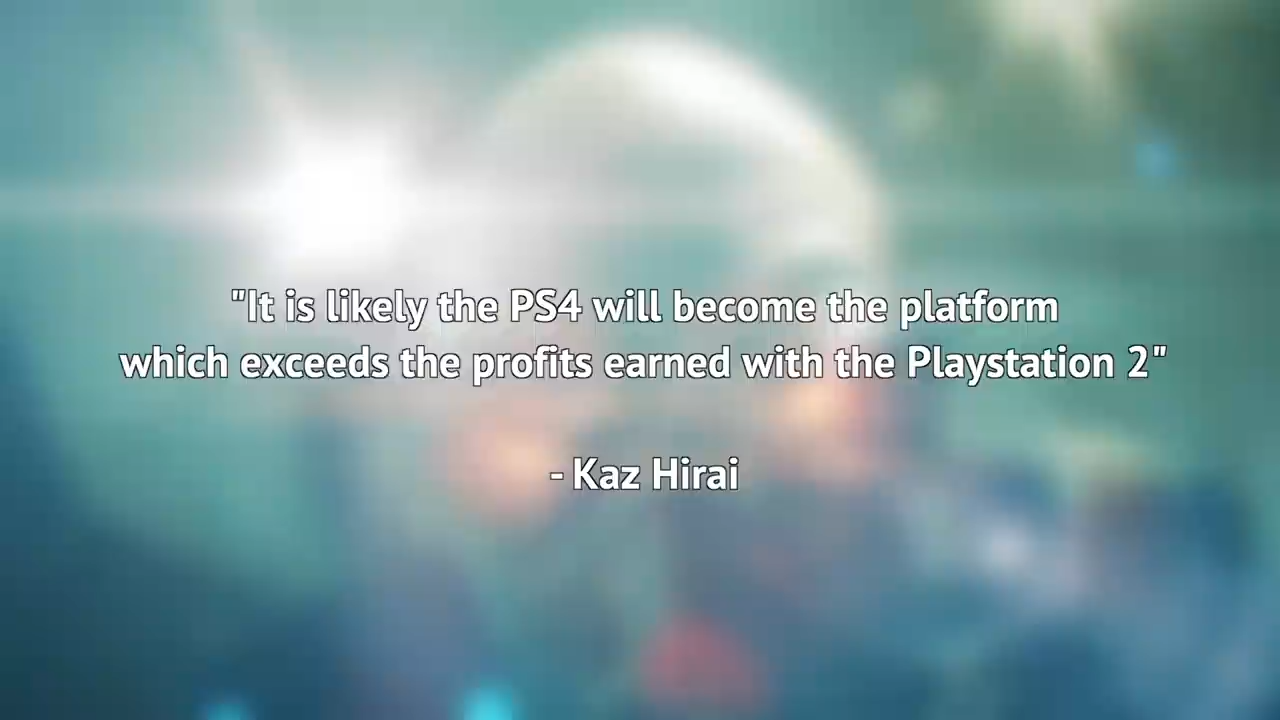 "It is likely the PS4 will become the platform
which exceeds the profits earned with the Playstation 2"
- Kaz Hirai